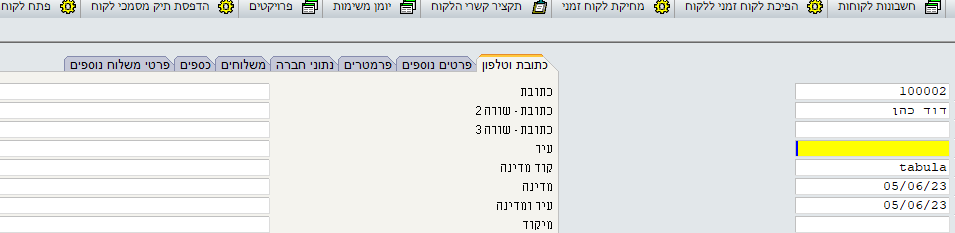 חשבונות לקוחות הפיכת לקוח זמני ללקוח מחיקת לקוח זמני תקציר קשרי הלקוח יומן משימות פרויקטים הדפסת תיק מסמכי לקוח פתח לקוח
כתובת וטלפון פרטים נוספים פרמטרים נתוני חברה משלוחים כספים פרטי משלוח נוספים
100002
דוד כהן
tabula
05/06/23
05/06/23
כתובת
כתובת - שורה 2
כתובת - שורה 3
עיר
קוד מדינה
מדינה
עיר ומדינה
מיקוד